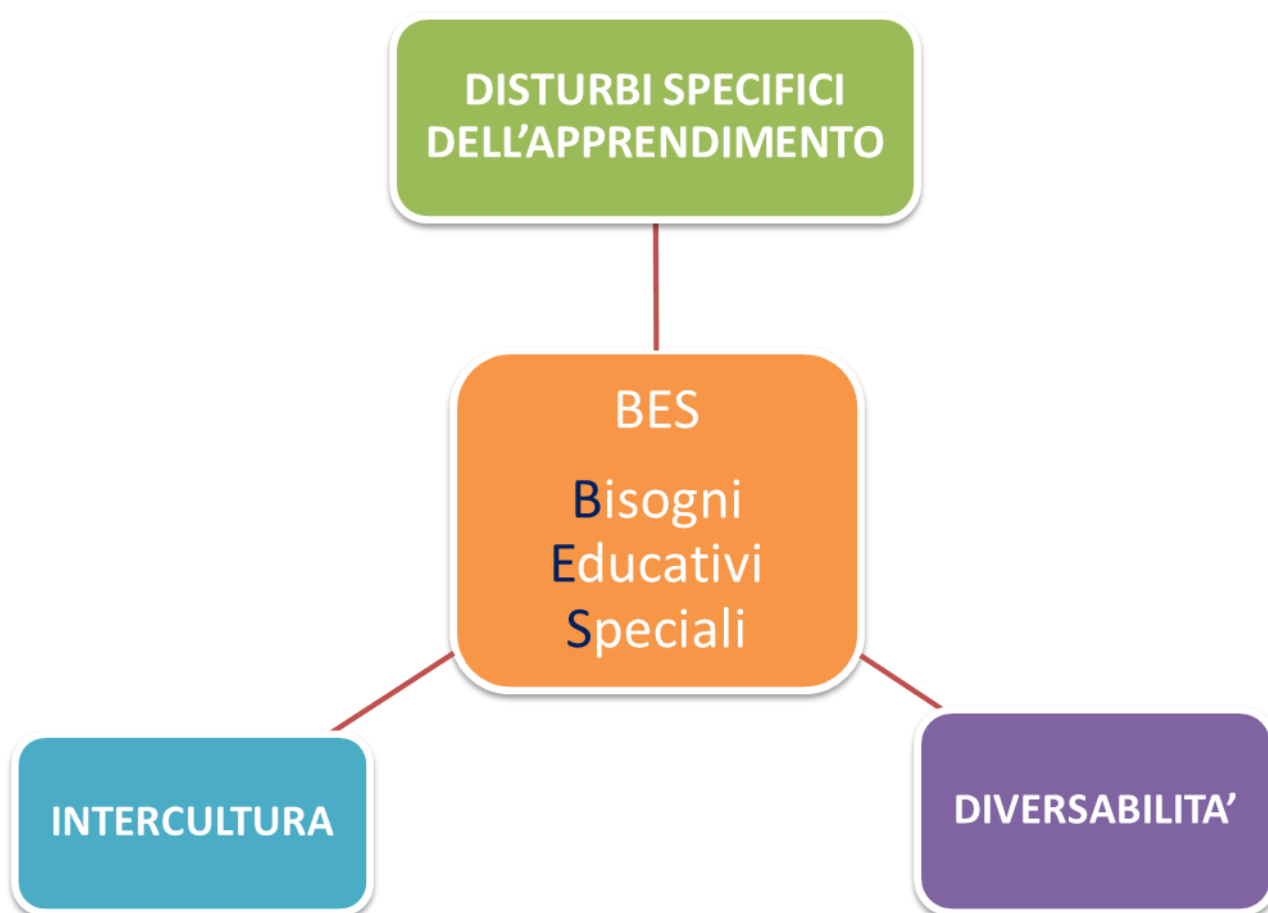 DISTURBI SPECIFICI
DELL’APPRENDIMENTO
BES
Bisogni
Educativi
Speciali
INTERCULTURA
DIVERSABILITA’